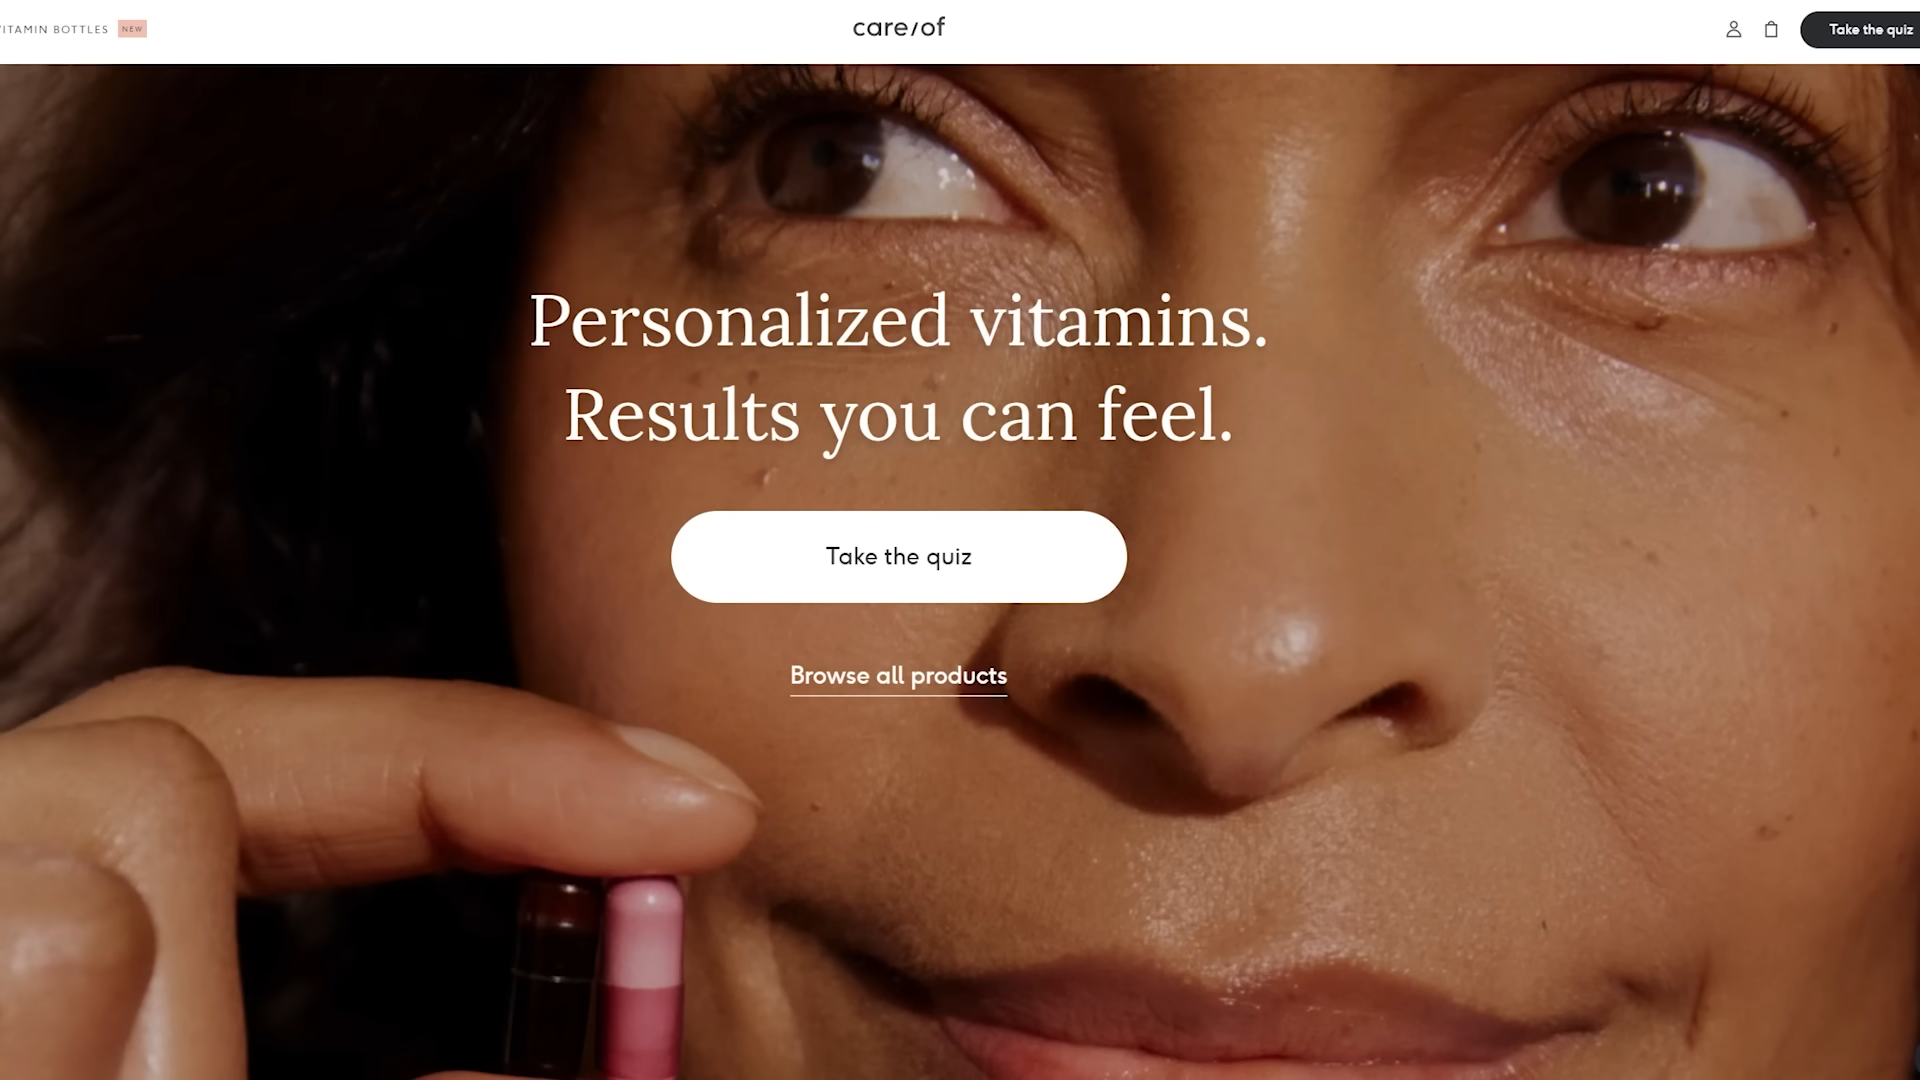 VITAMIN BOTTLES NEW
care/of
Take the quiz
Personalized vitamins.
Results you can feel.
Take the quiz
Browse all products